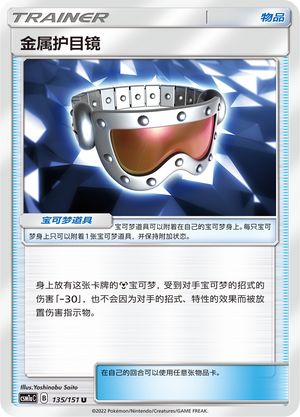 TRAINER 物品
金属护目镜
宝可梦道具
宝可梦道具可以附着在自己的宝可梦身上。每只宝可
梦身上只可以附着1张宝可梦道具，并保持附加状态。
身上放有这张卡牌的宝可梦，受到对手宝可梦的招式的
伤害「-30」，也不会因为对手的招式、特性的效果而被放
置伤害指示物。
在自己的回合可以使用任意张物品卡。
Illus.Yoshinobu Saito
CSM1aC B 135/151 U
©2022 Pokémon/Nintendo/Creatures/GAME FREAK.